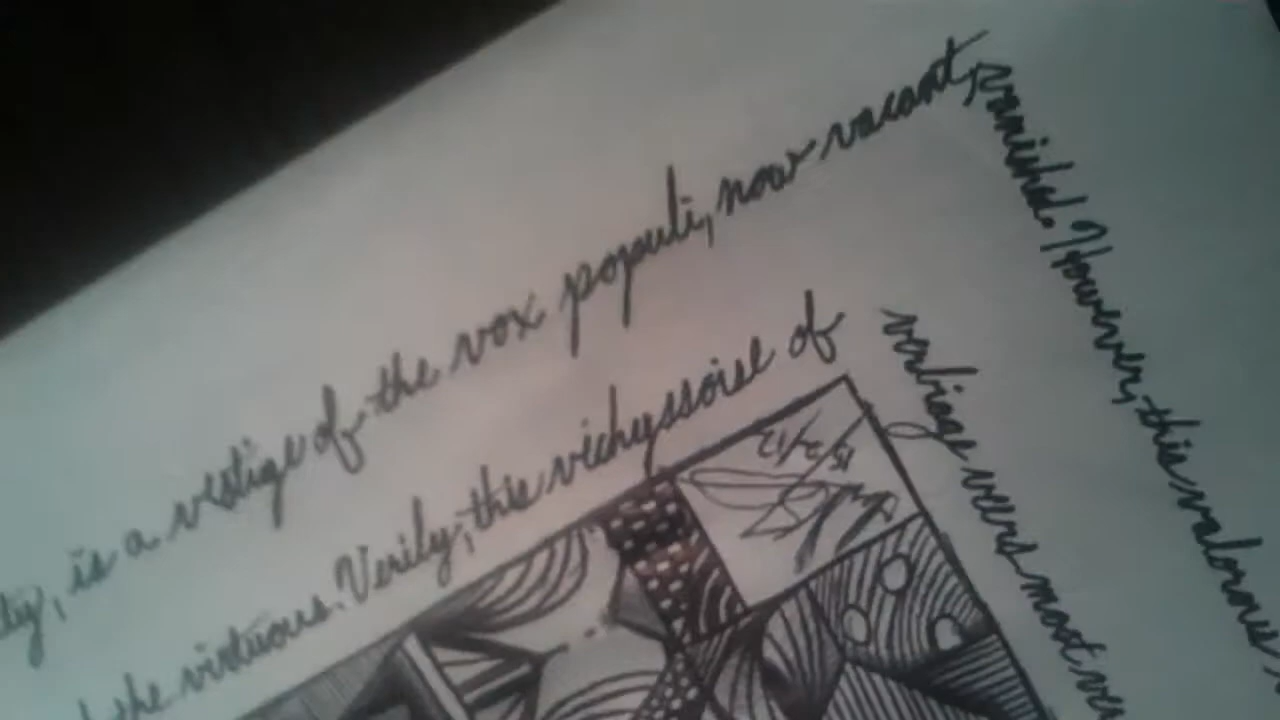 is a vestige of the vox populi, now vacant,
vanished. However, this valorous
the virtuous. Verily, this vichyssoise of
verbiage veers most